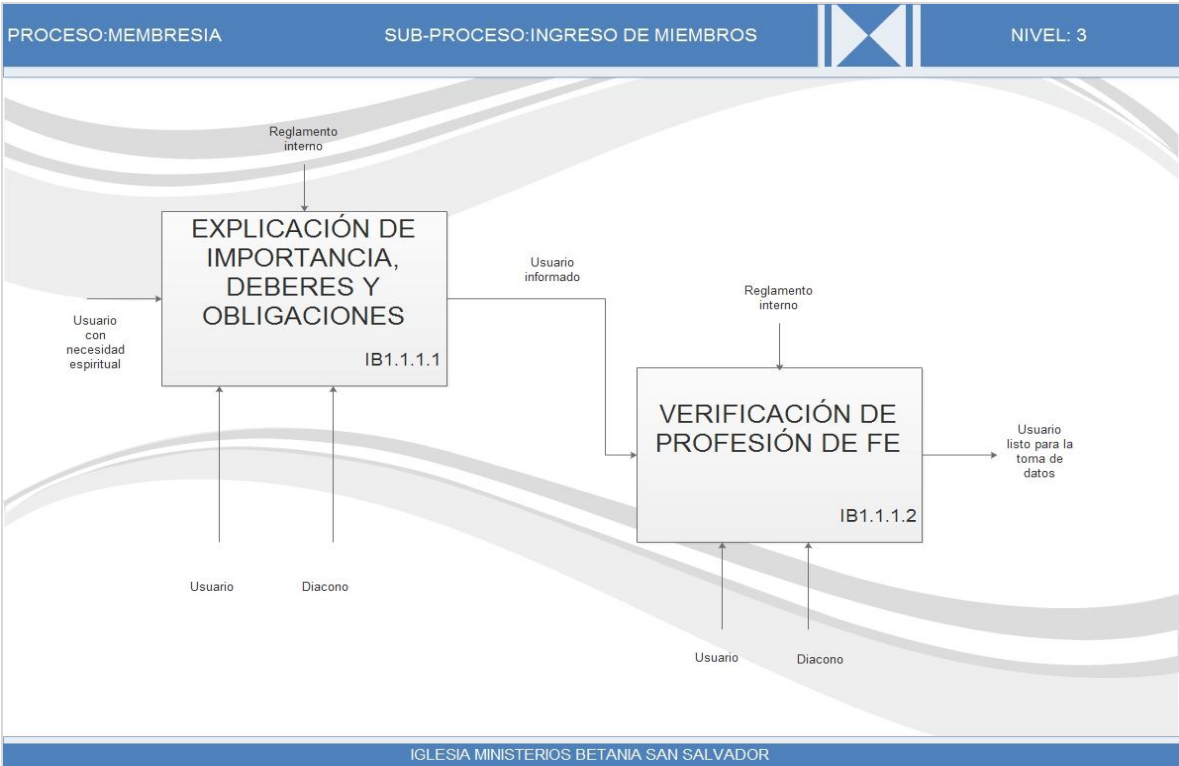 PROCESO:MEMBRESIA
SUB-PROCESO:INGRESO DE MIEMBROS
NIVEL: 3
Reglamento
interno
EXPLICACIÓN DE
IMPORTANCIA,
DEBERES Y
OBLIGACIONES
IB1.1.1.1
Usuario
con
necesidad
espiritual
Usuario
informado
Usuario
Diacono
Reglamento
interno
VERIFICACIÓN DE
PROFESIÓN DE FE
IB1.1.1.2
Usuario
listo para la
toma de
datos
Usuario
Diacono
IGLESIA MINISTERIOS BETANIA SAN SALVADOR